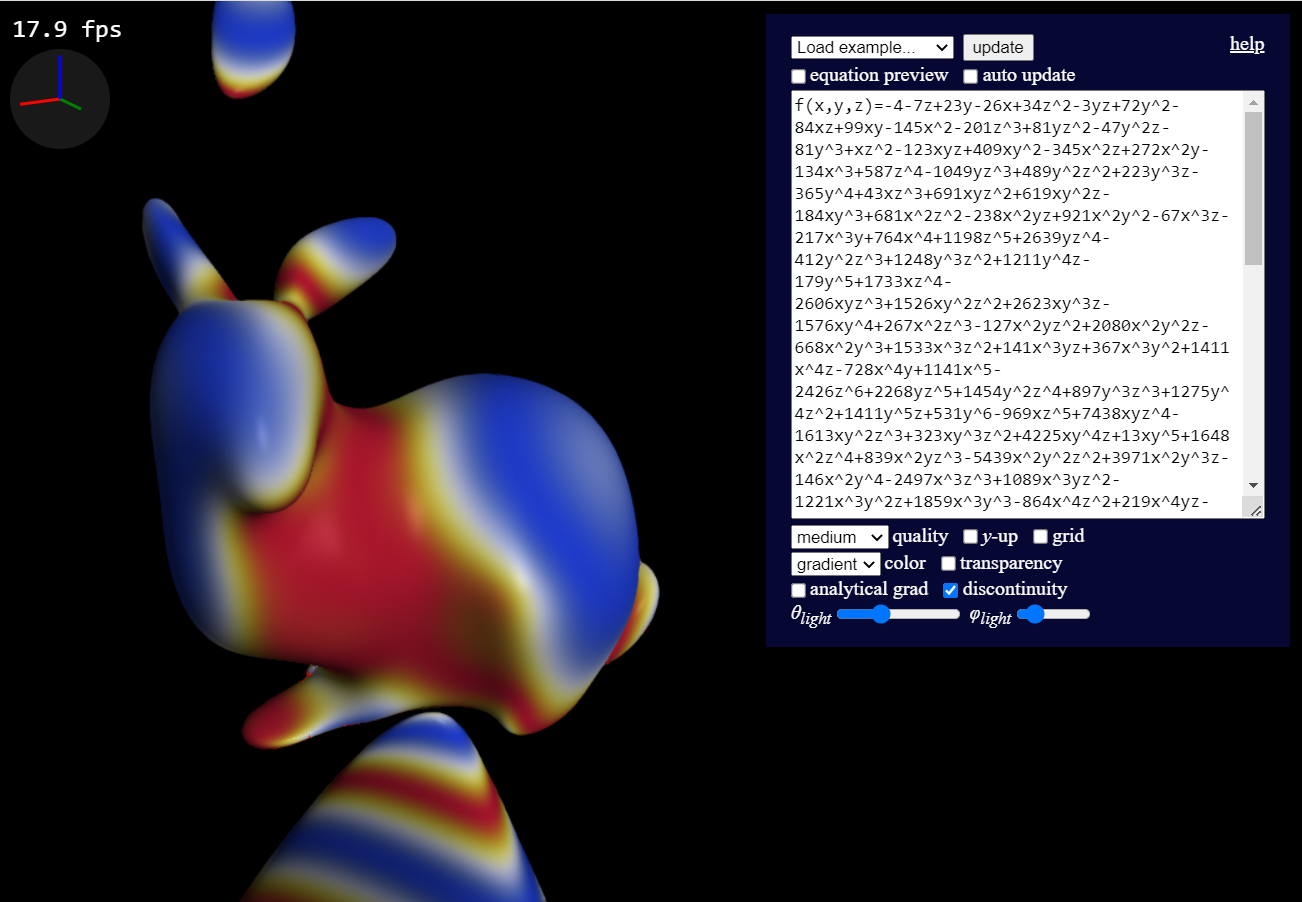 17.9 fps
Load example... update help
equation preview auto update
f(x,y,z)=-4-7z+23y-26x+34z^2-3yz+72y^2-
84xz+99xy-145x^2-201z^3+81yz^2-47y^2z-
81y^3+xz^2-123xyz+409xy^2-345x^2z+272x^2y-
134x^3+587z^4-1049yz^3+489y^2z^2+223y^3z-
365y^4+43xz^3+691xyz^2+619xy^2z-
184xy^3+681x^2z^2-238x^2yz+921x^2y^2-67x^3z-
217x^3y+764x^4+1198z^5+2639yz^4-
412y^2z^3+1248y^3z^2+1211y^4z-
179y^5+1733xz^4-
2606xyz^3+1526xy^2z^2+2623xy^3z-
1576xy^4+267x^2z^3-127x^2yz^2+2080x^2y^2z-
668x^2y^3+1533x^3z^2+141x^3yz+367x^3y^2+1411
x^4z-728x^4y+1141x^5-
2426z^6+2268yz^5+1454y^2z^4+897y^3z^3+1275y^
4z^2+1411y^5z+531y^6-969xz^5+7438xyz^4-
1613xy^2z^3+323xy^3z^2+4225xy^4z+13xy^5+1648
x^2z^4+839x^2yz^3-5439x^2y^2z^2+3971x^2y^3z-
146x^2y^4-2497x^3z^3+1089x^3yz^2-
1221x^3y^2z+1859x^3y^3-864x^4z^2+219x^4yz-
medium quality y-up grid
gradient color transparency
analytical grad discontinuity
θlight φlight